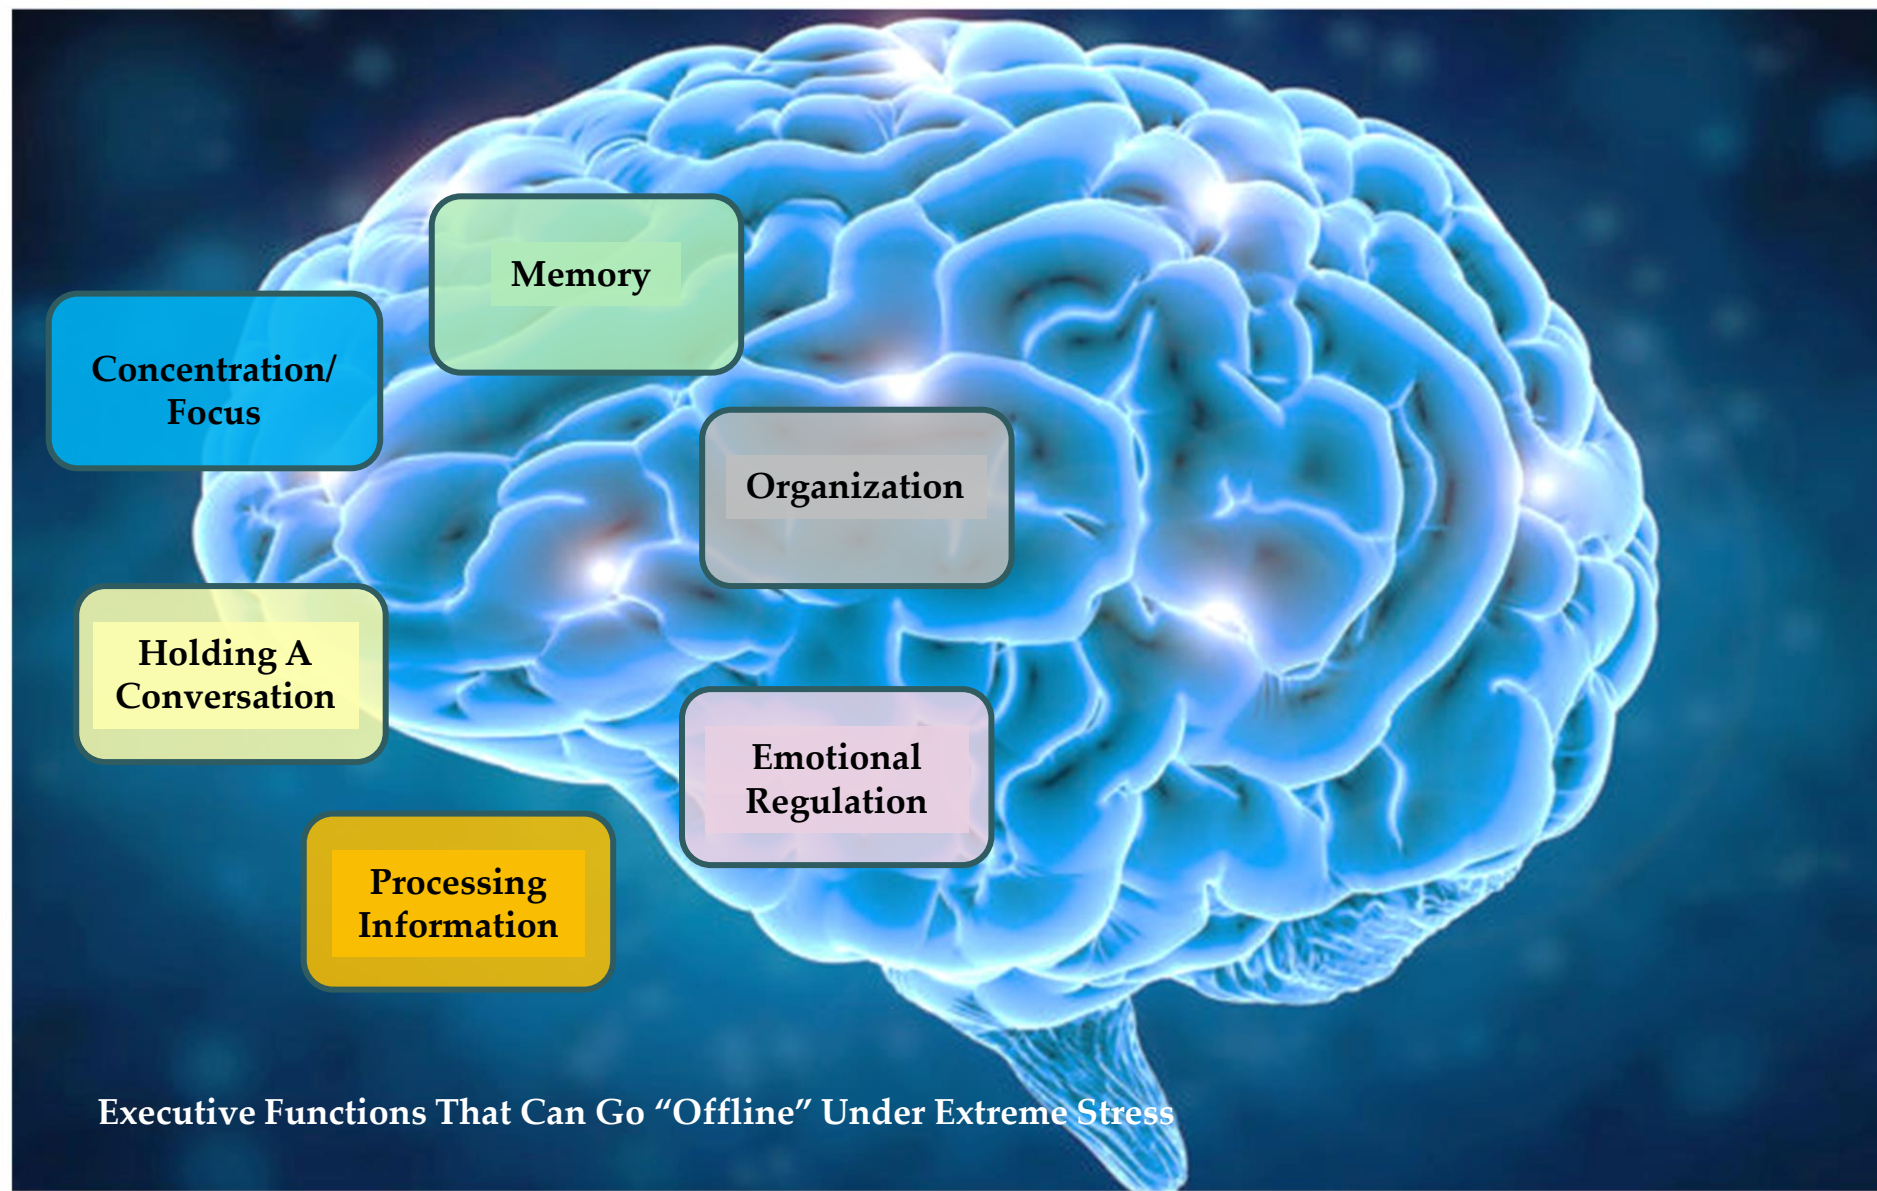 Memory
Concentration/
Focus
Organization
Holding A
Conversation
Emotional
Regulation
Processing
Information
Executive Functions That Can Go “Offline” Under Extreme Stress